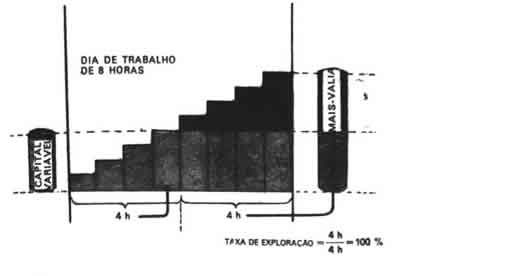 DIA DE TRABALHO
DE 8 HORAS
CAPITAL
VARIÁVEL
MAIS-VALIA
s
4 h
4 h
TAXA DE EXPLORAÇÃO = 4 h / 4 h = 100 %